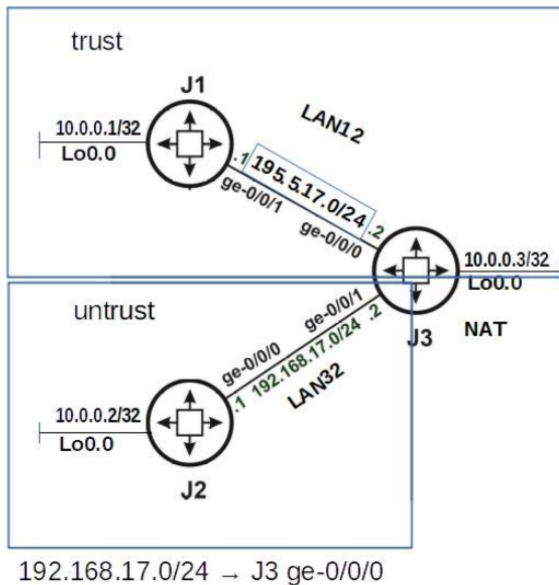 trust
J1
10.0.0.1/32
Lo0.0
LAN12
.1
195.5.17.0/24
.2
ge-0/0/1
ge-0/0/0
10.0.0.3/32
Lo0.0
NAT
J3
untrust
ge-0/0/1
ge-0/0/0
192.168.17.0/24
.2
.1
LAN32
10.0.0.2/32
Lo0.0
J2
192.168.17.0/24 → J3 ge-0/0/0